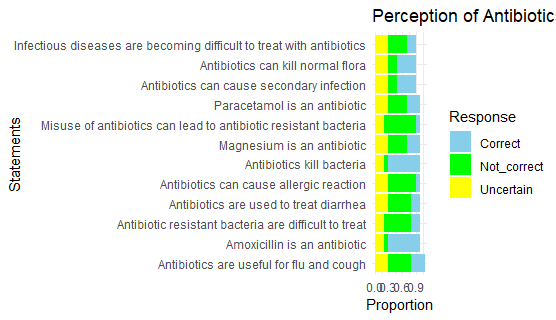 Perception of Antibiotic
Infectious diseases are becoming difficult to treat with antibiotics
Antibiotics can kill normal flora
Antibiotics can cause secondary infection
Paracetamol is an antibiotic
Misuse of antibiotics can lead to antibiotic resistant bacteria
Magnesium is an antibiotic
Antibiotics kill bacteria
Antibiotics can cause allergic reaction
Antibiotics are used to treat diarrhea
Antibiotic resistant bacteria are difficult to treat
Amoxicillin is an antibiotic
Antibiotics are useful for flu and cough
Statements
0.0 0.3 0.6 0.9
Proportion
Response
Correct
Not_correct
Uncertain